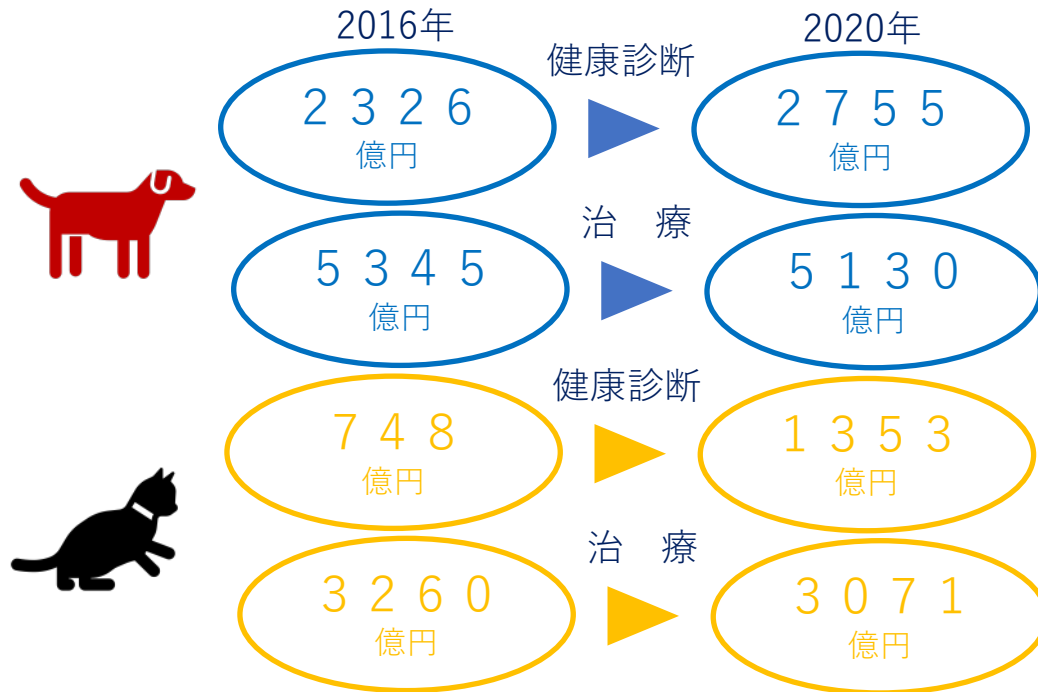 2016年
2020年
健康診断
2326
億円
2755
億円
治 療
5345
億円
5130
億円
健康診断
748
億円
1353
億円
治 療
3260
億円
3071
億円